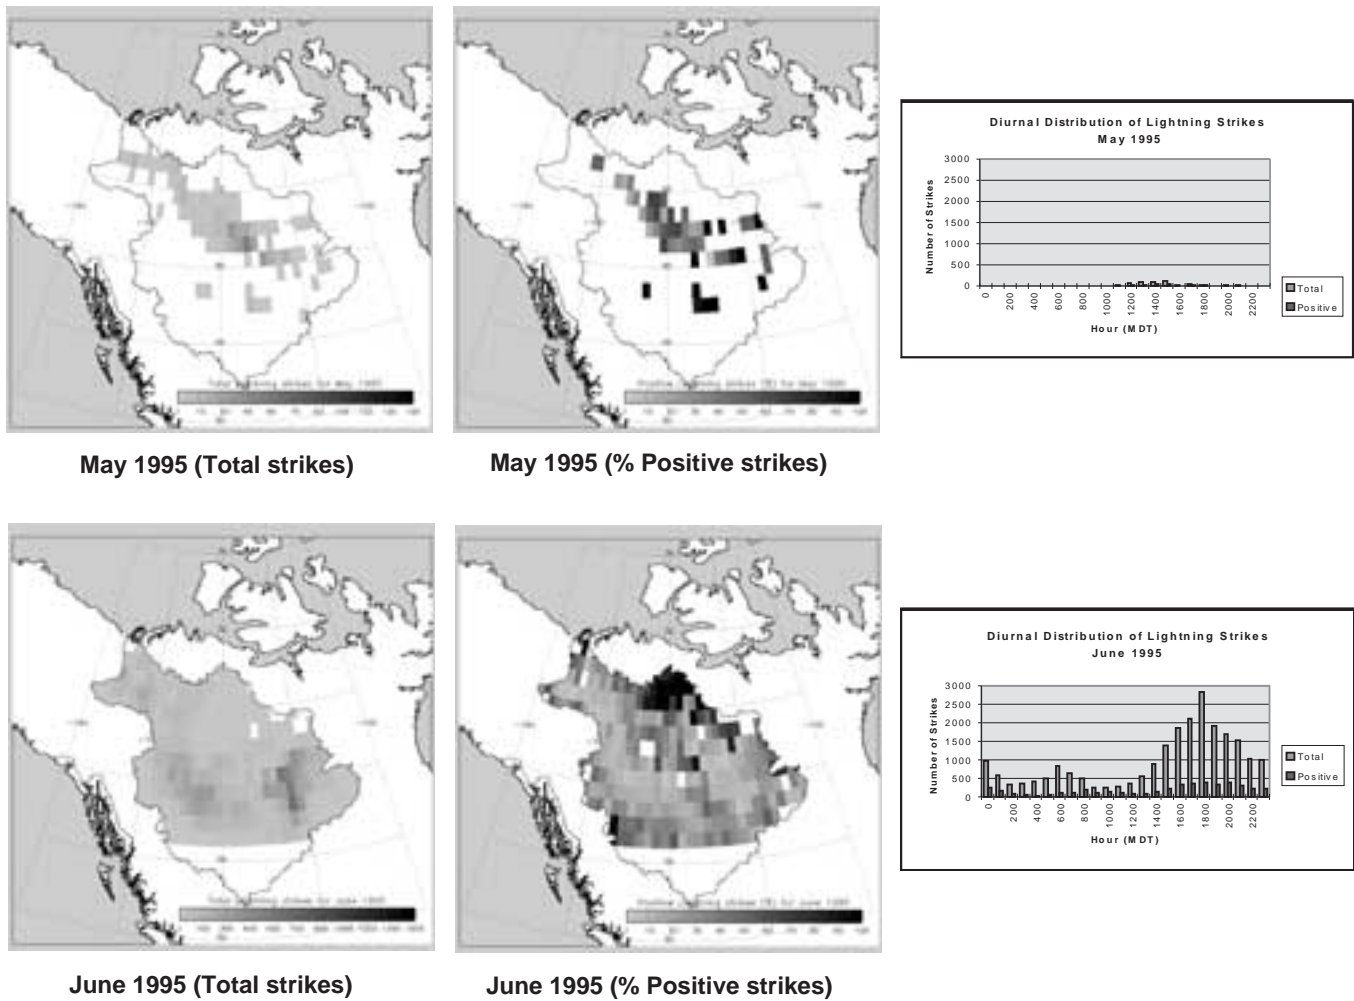 Diurnal Distribution of Lightning Strikes
May 1995
3000
2500
2000
1500
1000
500
0
Number of Strikes
0 200 400 600 800 1000 1200 1400 1600 1800 2000 2200
Hour (MDT)
Total
Positive
May 1995 (Total strikes)
May 1995 (% Positive strikes)
Diurnal Distribution of Lightning Strikes
June 1995
3000
2500
2000
1500
1000
500
0
Number of Strikes
0 200 400 600 800 1000 1200 1400 1600 1800 2000 2200
Hour (MDT)
Total
Positive
June 1995 (Total strikes)
June 1995 (% Positive strikes)